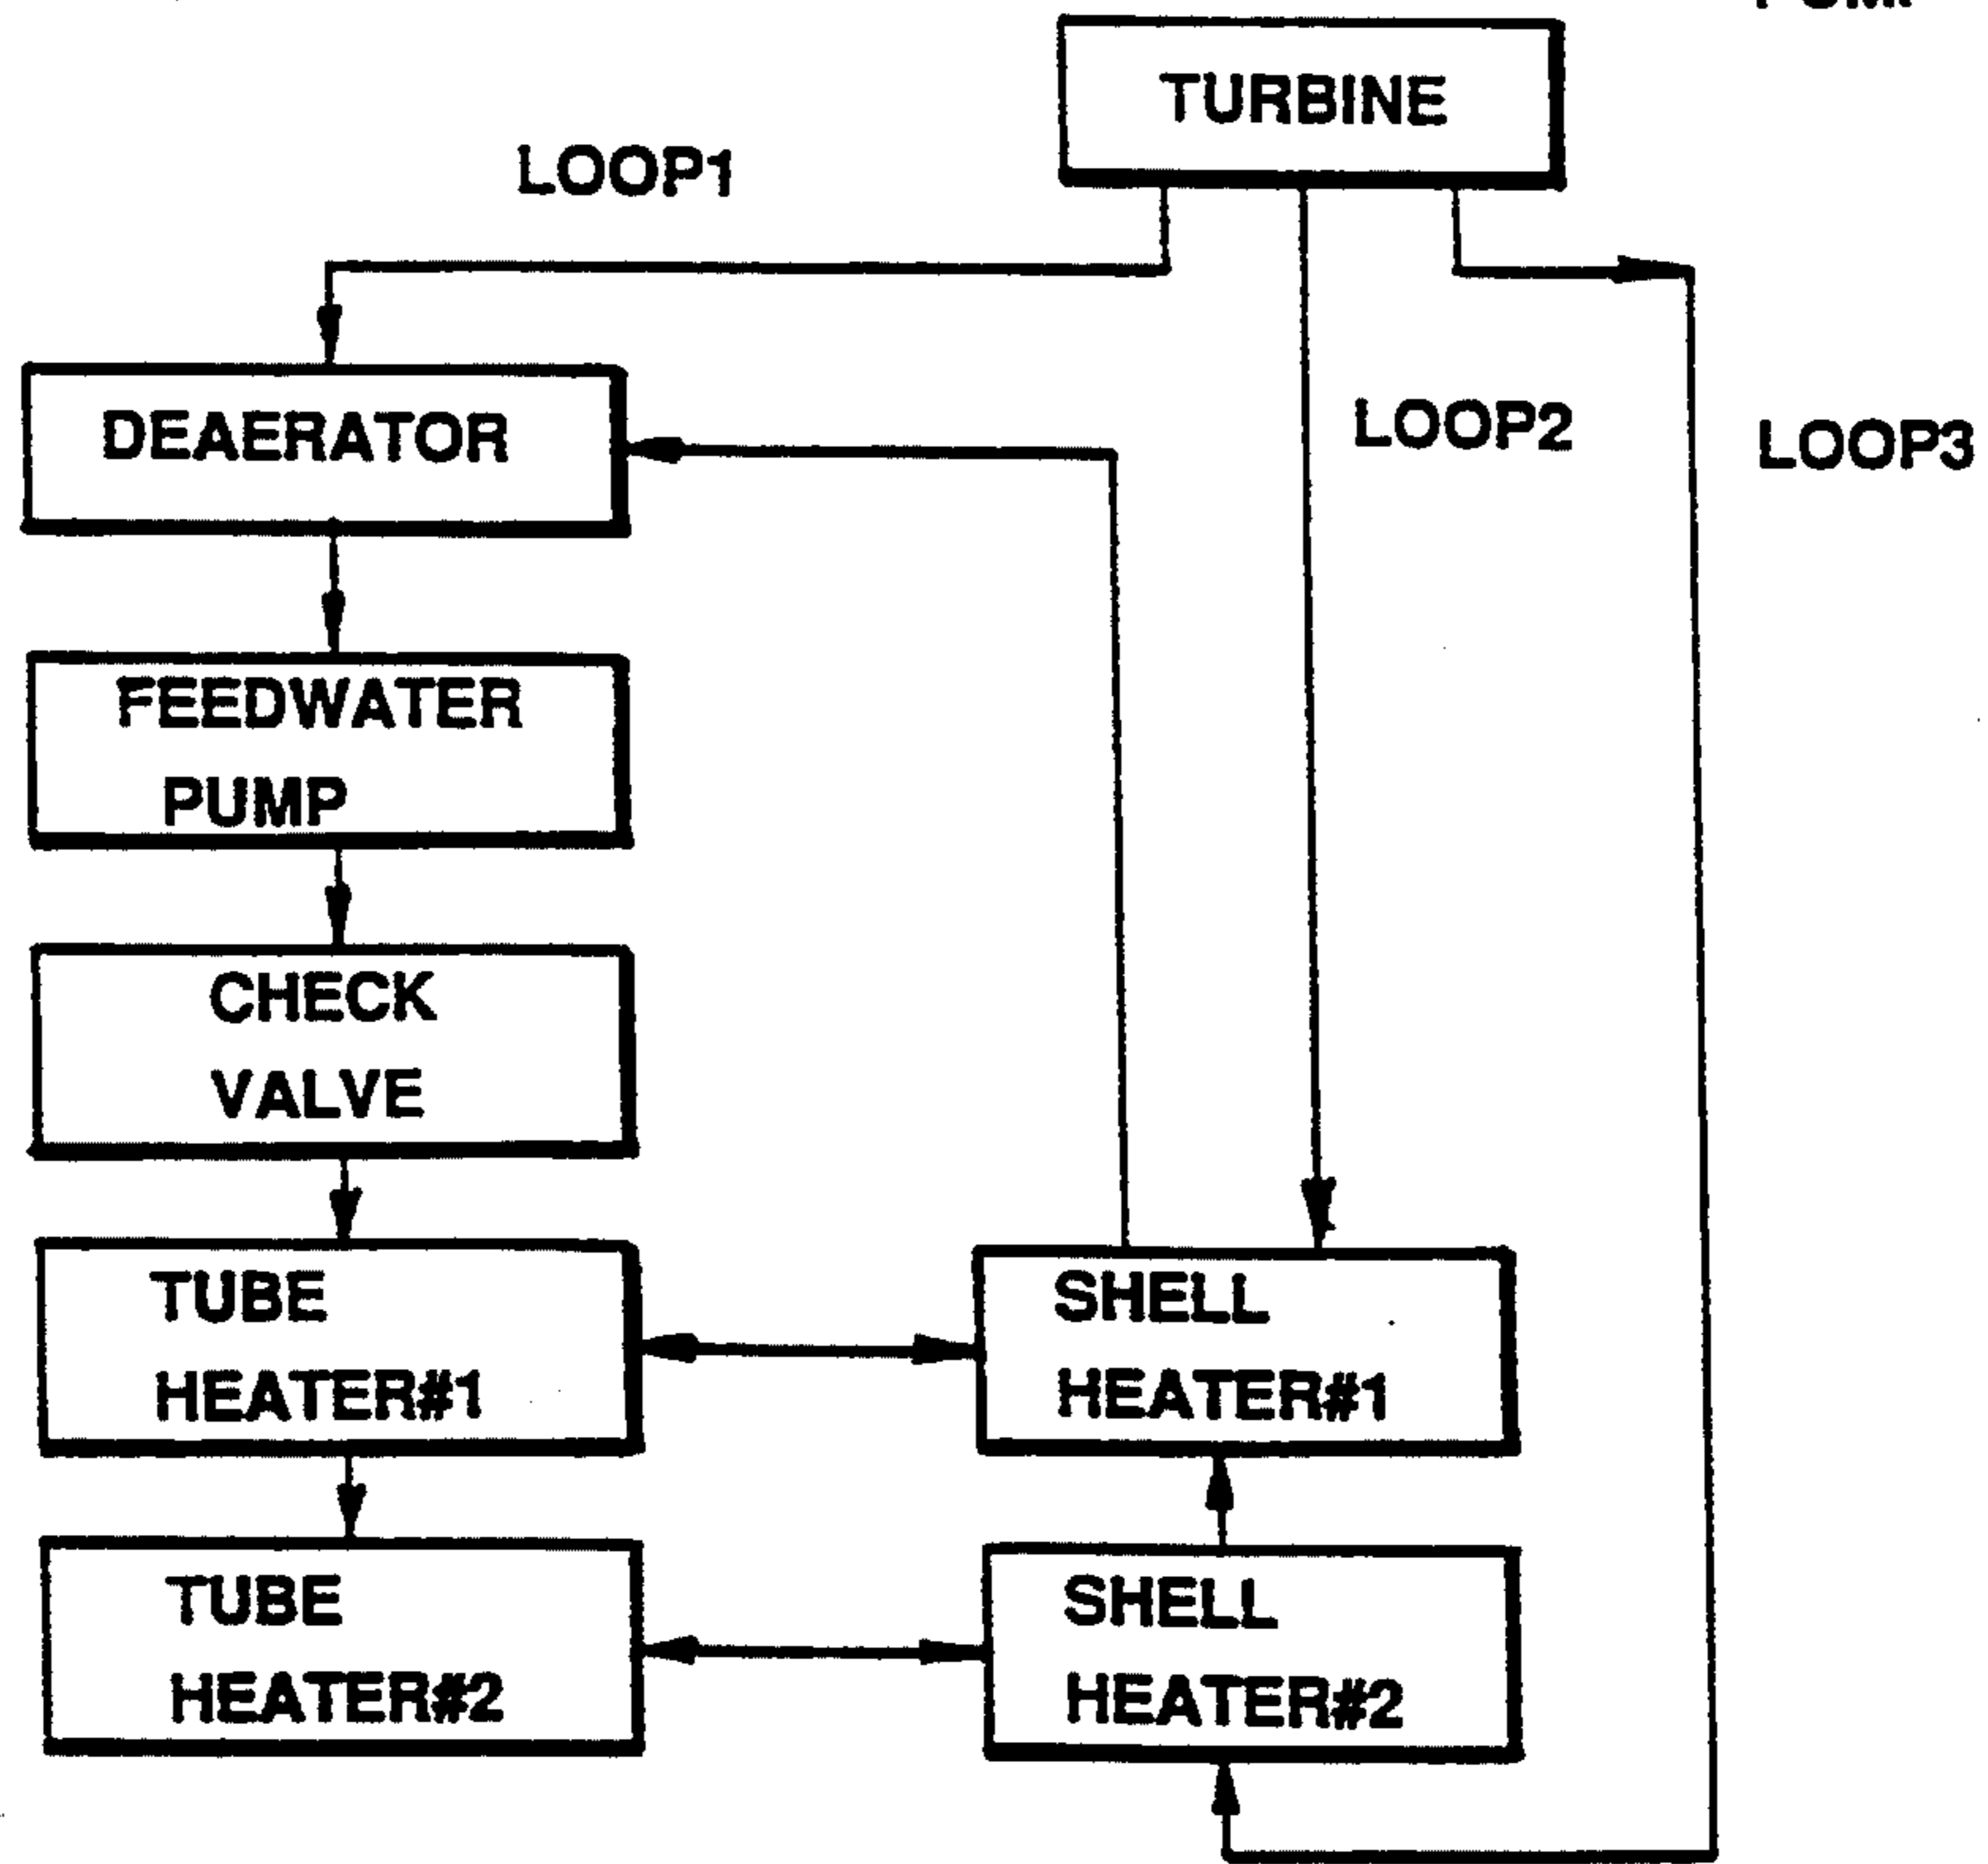 TURBINE
LOOP1
DEAERATOR
LOOP2
LOOP3
FEEDWATER
PUMP
CHECK
VALVE
TUBE
HEATER#1
SHELL
HEATER#1
TUBE
HEATER#2
SHELL
HEATER#2